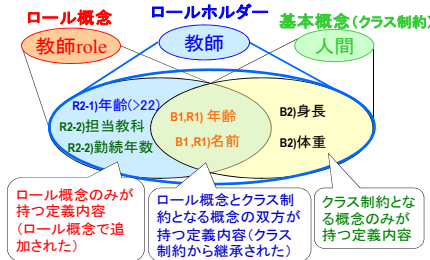 ロール概念
ロールホルダー
基本概念(クラス制約)
教師role
教師
人間
R2-1)年齢(>22)
R2-2)担当教科
R2-2)勤続年数
B1,R1) 年齢
B1 ,R1)名前
B2)身長
B2)体重
ロール概念のみが
持つ定義内容
(ロール概念で追
加された)
ロール概念とクラス制
約となる概念の双方が
持つ定義内容(クラス
制約から継承された)
クラス制約とな
る概念のみが
持つ定義内容